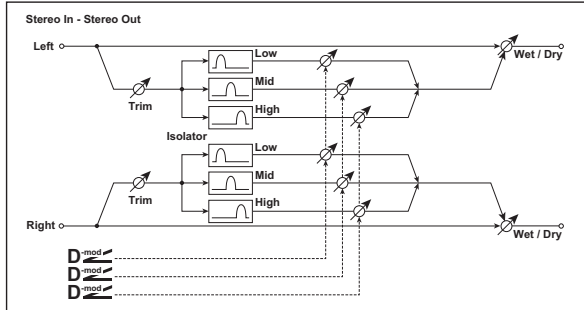 Stereo In - Stereo Out
Left
Wet / Dry
Low
Mid
Trim
High
Isolator
Low
Mid
Trim
High
Right
Wet / Dry
D-mod
D-mod
D-mod